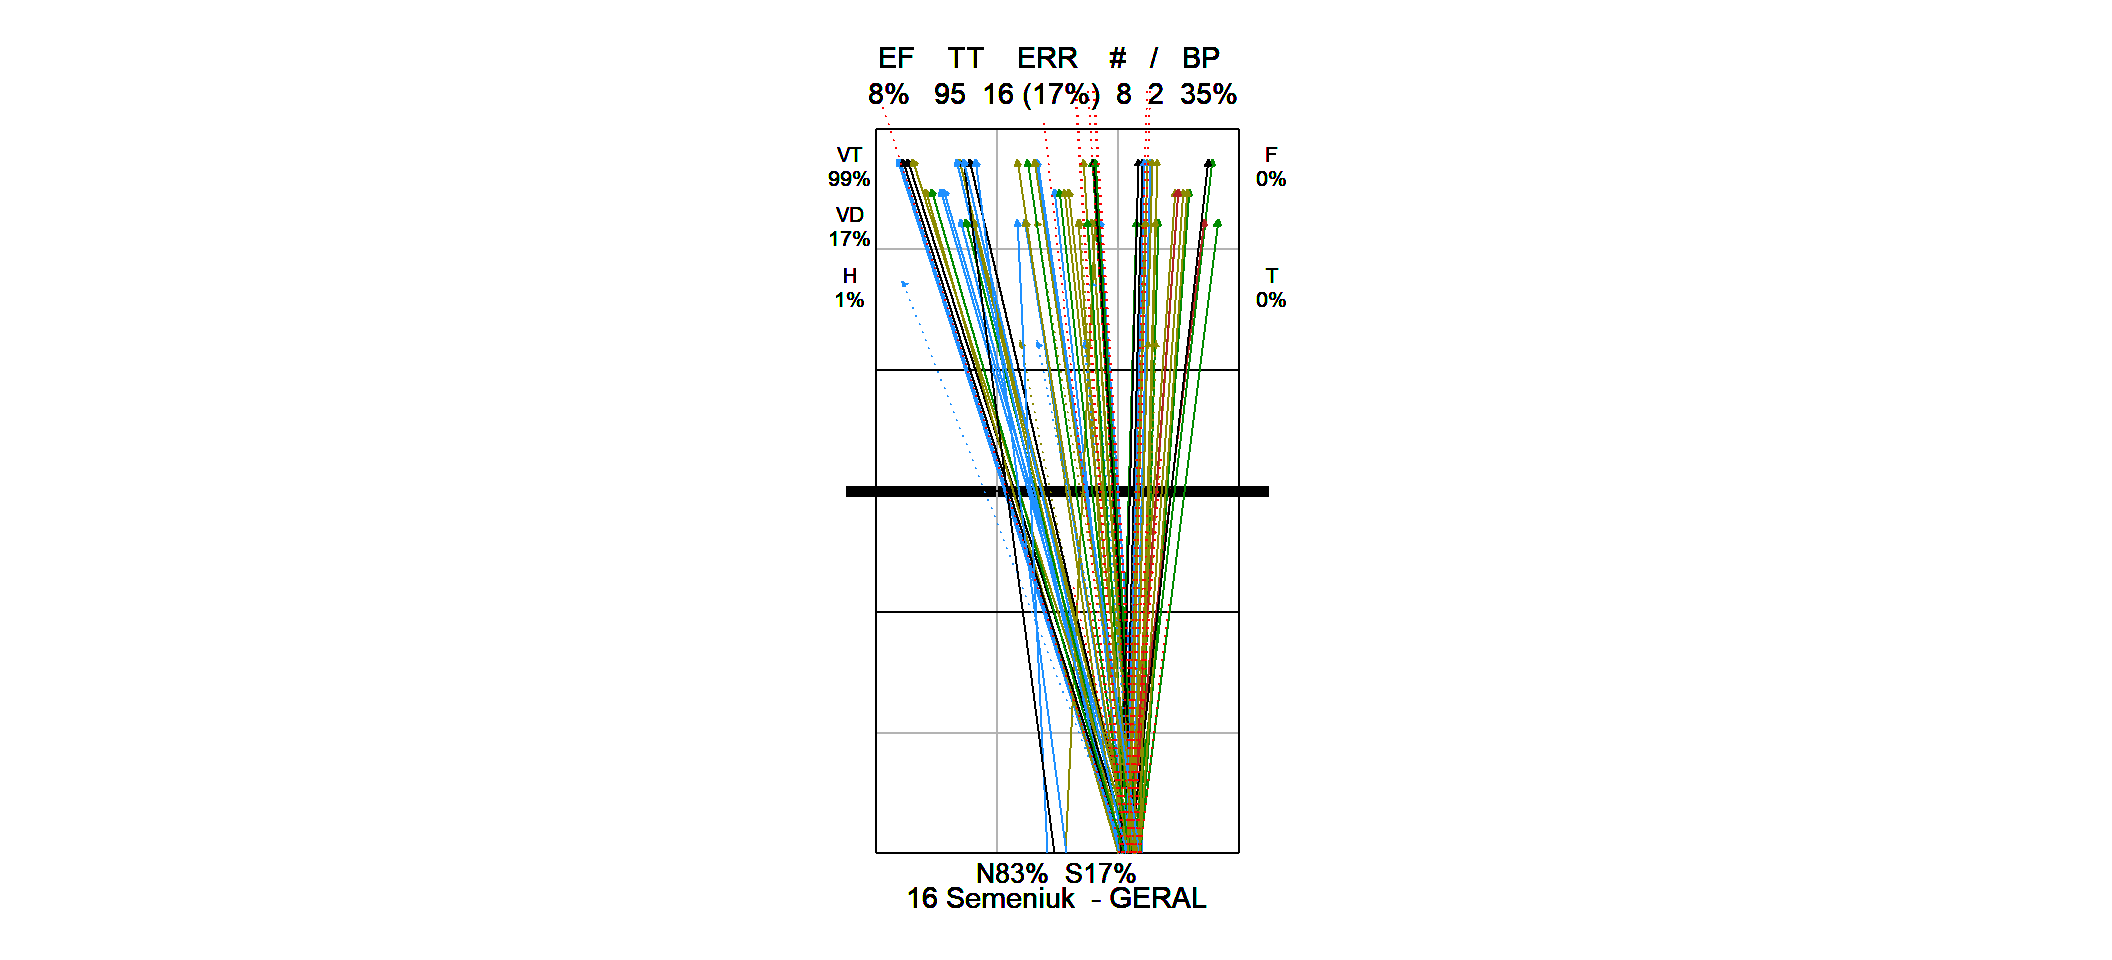 EF TT ERR # / BP
8% 95 16 (17%) 8 2 35%
VT
99%
F
0%
VD
17%
H
1%
T
0%
N83% S17%
16 Semeniuk - GERAL